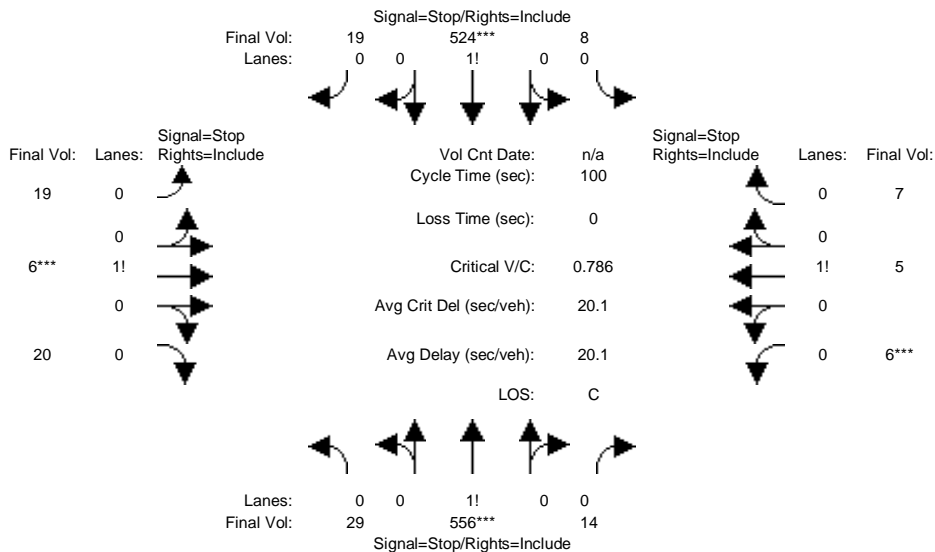 Signal=Stop/Rights=Include
Final Vol: 19 524*** 8
Lanes: 0 0 1! 0 0
Signal=Stop Signal=Stop
Final Vol: Lanes: Rights=Include Vol Cnt Date: n/a Rights=Include Lanes: Final Vol:
Cycle Time (sec): 100
19 0 0 7
Loss Time (sec): 0
0 0
6*** 1! Critical V/C: 0.786 1! 5
0 Avg Crit Del (sec/veh): 20.1 0
20 0 Avg Delay (sec/veh): 20.1 0 6***
LOS: C
Lanes: 0 0 1! 0 0
Final Vol: 29 556*** 14
Signal=Stop/Rights=Include